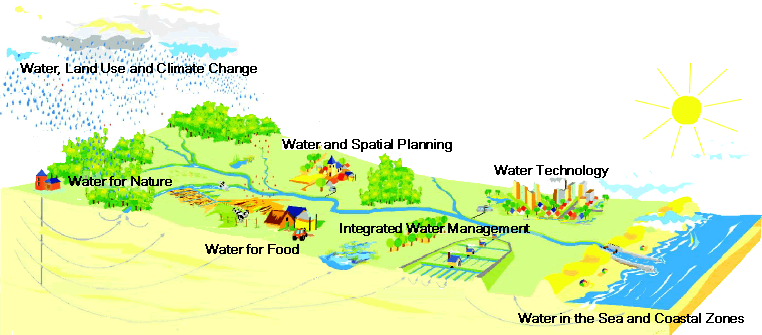 Water, Land Use and Climate Change
Water and Spatial Planning
Water Technology
Water for Nature
Integrated Water Management
Water for Food
Water in the Sea and Coastal Zones